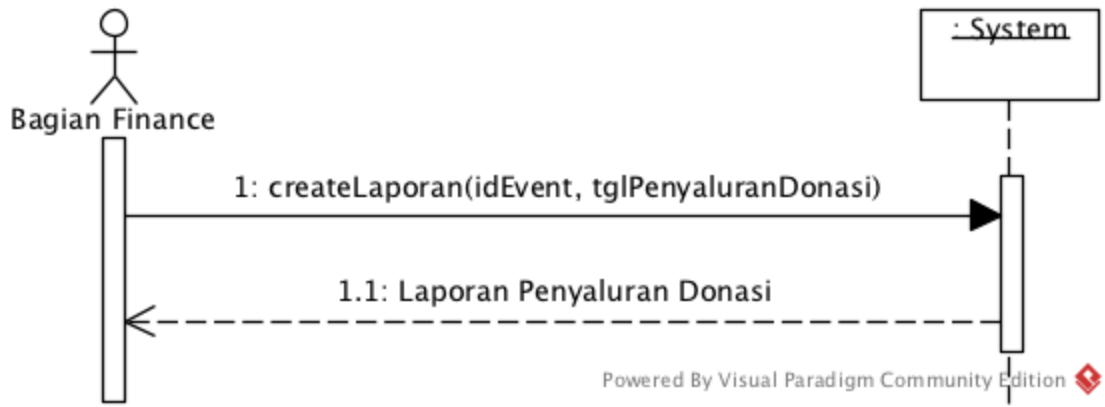 : System
Bagian Finance
1: createLaporan(idEvent, tglPenyaluranDonasi)
1.1: Laporan Penyaluran Donasi
Powered By Visual Paradigm Community Edition